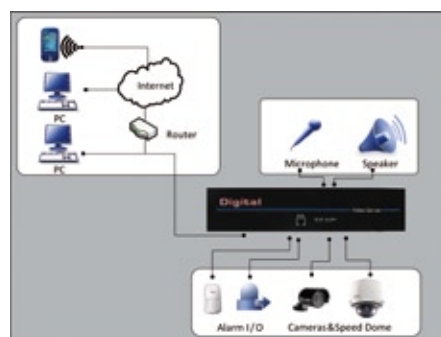 Internet
PC
Router
PC
Microphone
Speaker
Digital
Alarm I/O
Cameras&Speed Dome